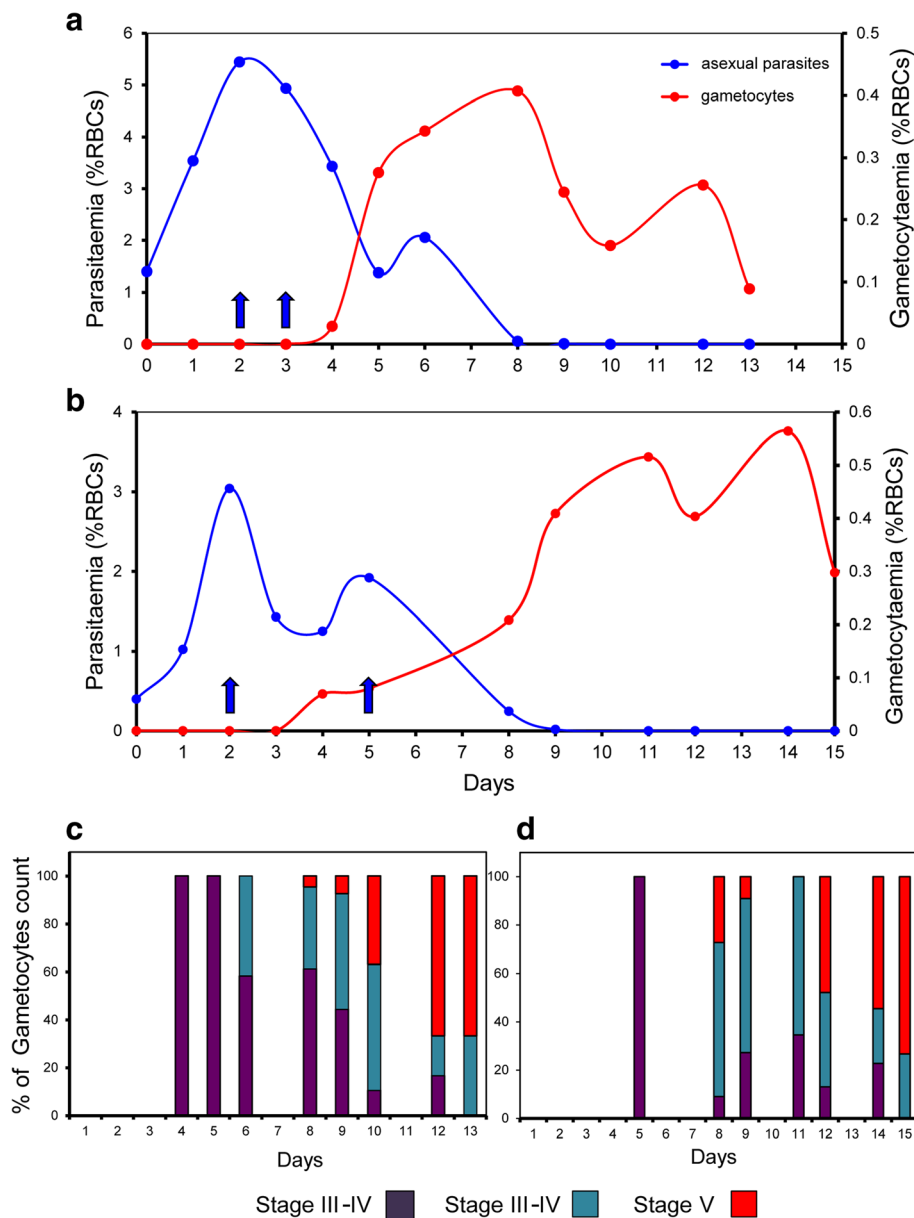 a
6
5
4
3
2
1
0
Parasitaemia (%RBCs)
0.5
0.4
0.3
0.2
0.1
0
Gametocytaemia (%RBCs)
asexual parasites
gametocytes
0 1 2 3 4 5 6 7 8 9 10 11 12 13 14 15
b
4
3
2
1
0
Parasitaemia (%RBCs)
0.6
0.5
0.4
0.3
0.2
0.1
0
Gametocytaemia (%RBCs)
0 1 2 3 4 5 6 7 8 9 10 11 12 13 14 15
Days
c
100
80
60
40
20
0
% of Gametocytes count
1 2 3 4 5 6 7 8 9 10 11 12 13
Days
d
100
80
60
40
20
0
1 2 3 4 5 6 7 8 9 10 11 12 13 14 15
Days
Stage III-IV Stage III-IV Stage V